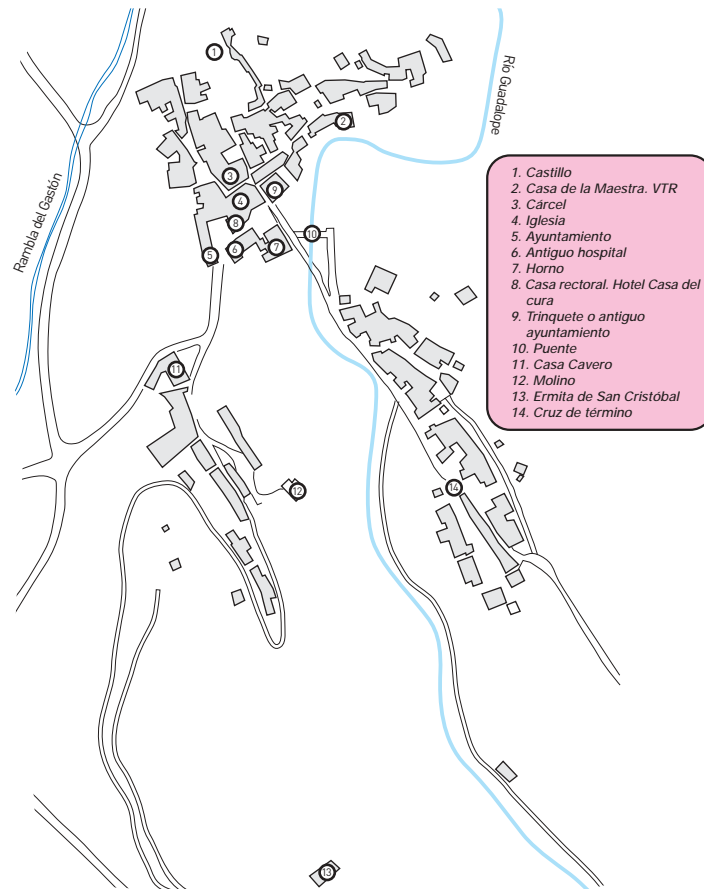 1
Río Guadalope
2
Rambla del Gastón
3
9
4
8
10
5
6
7
11
12
14
13
1. Castillo
2. Casa de la Maestra. VTR
3. Cárcel
4. Iglesia
5. Ayuntamiento
6. Antiguo hospital
7. Horno
8. Casa rectoral. Hotel Casa del
cura
9. Trinquete o antiguo
ayuntamiento
10. Puente
11. Casa Cavero
12. Molino
13. Ermita de San Cristóbal
14. Cruz de término